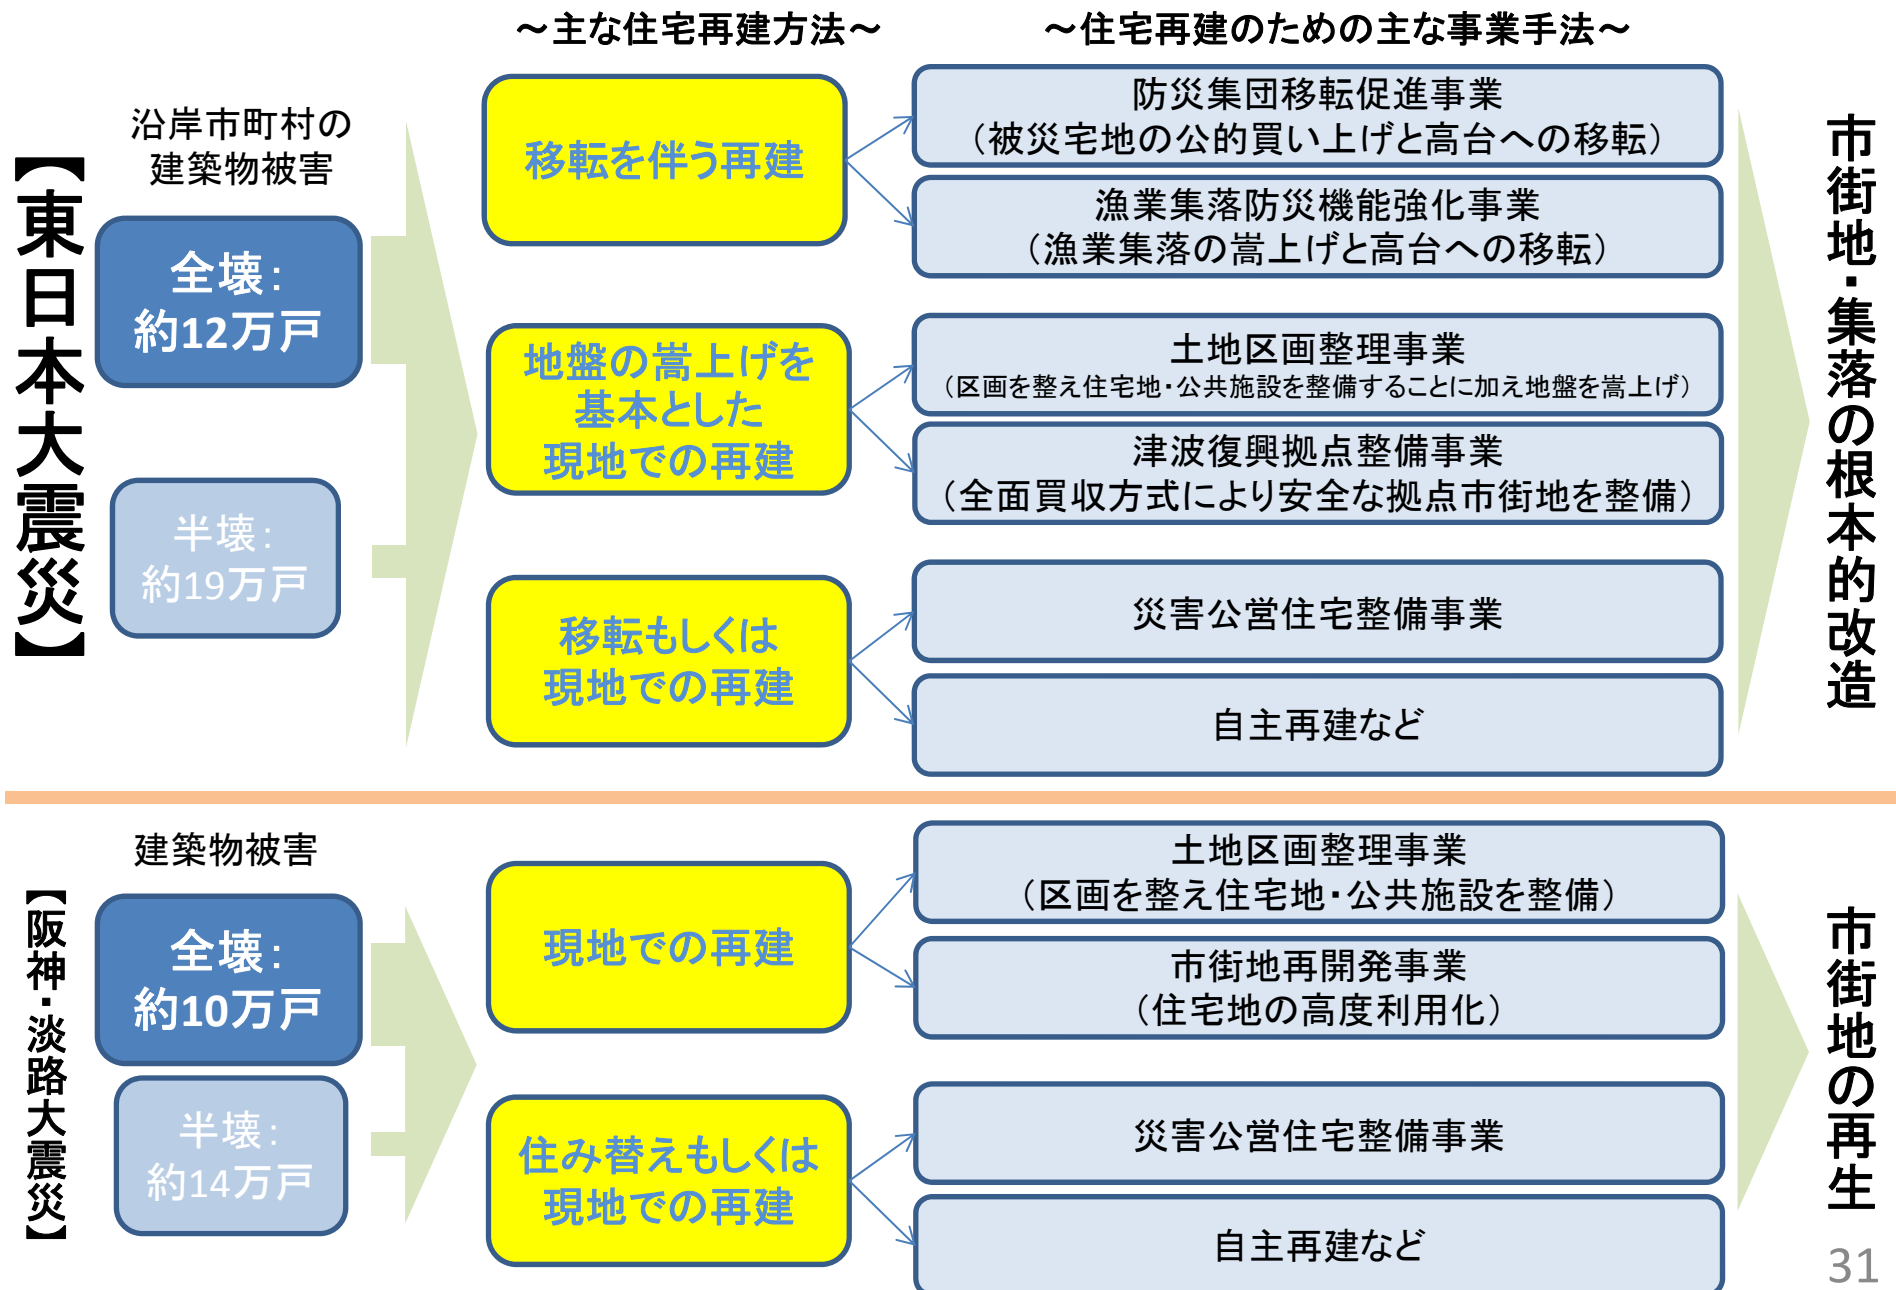 ～主な住宅再建方法～
～住宅再建のための主な事業手法～
【東日本大震災】
沿岸市町村の
建築物被害
全壊：
約12万戸
半壊：
約19万戸
移転を伴う再建
防災集団移転促進事業
（被災宅地の公的買い上げと高台への移転）
漁業集落防災機能強化事業
（漁業集落の嵩上げと高台への移転）
地盤の嵩上げを
基本とした
現地での再建
土地区画整理事業
（区画を整え住宅地・公共施設を整備することに加え地盤を嵩上げ）
津波復興拠点整備事業
（全面買収方式により安全な拠点市街地を整備）
移転もしくは
現地での再建
災害公営住宅整備事業
自主再建など
市街地・集落の根本的改造
【阪神・淡路大震災】
建築物被害
全壊：
約10万戸
半壊：
約14万戸
現地での再建
土地区画整理事業
（区画を整え住宅地・公共施設を整備）
市街地再開発事業
（住宅地の高度利用化）
住み替えもしくは
現地での再建
災害公営住宅整備事業
自主再建など
市街地の再生
31